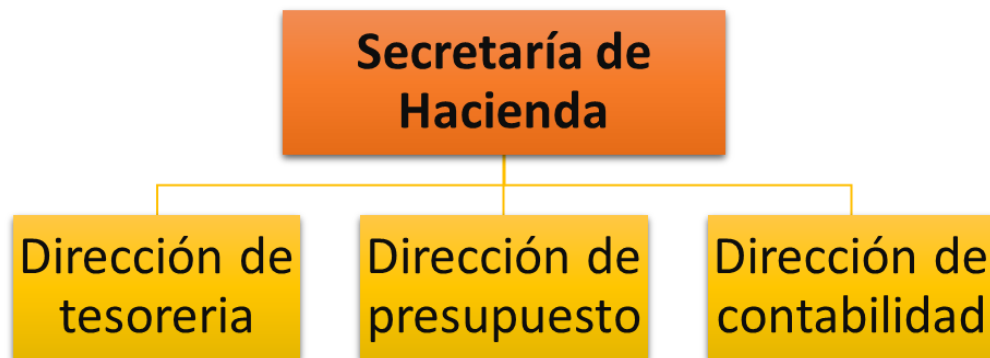 Secretaría de
Hacienda
Dirección de
tesoreria
Dirección de
presupuesto
Dirección de
contabilidad